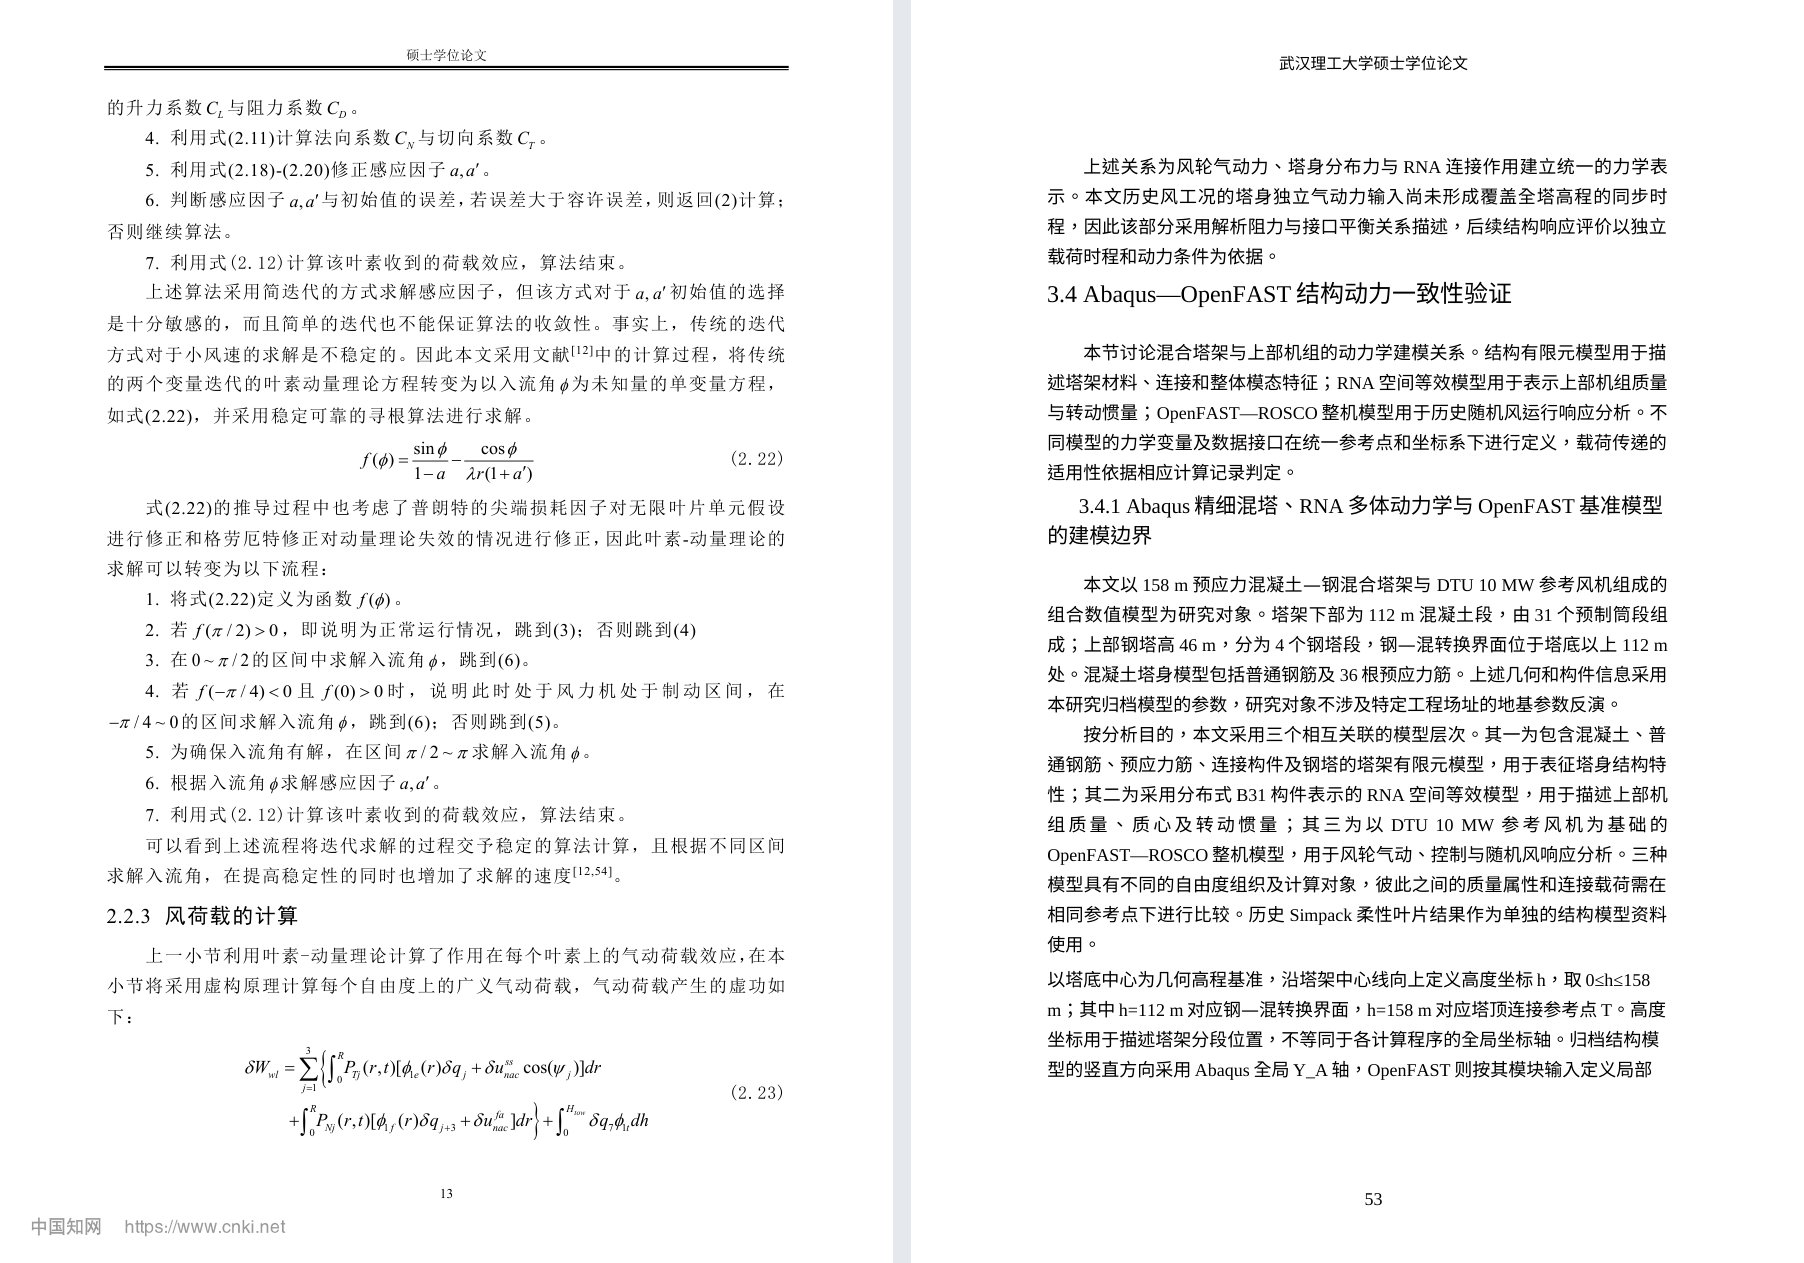 硕士学位论文
的升力系数 C_L 与阻力系数 C_D 。
4. 利用式(2.11)计算法向系数 C_N 与切向系数 C_T 。
5. 利用式(2.18)-(2.20)修正感应因子 a,a′ 。
6. 判断感应因子 a,a′ 与初始值的误差，若误差大于容许误差，则返回(2)计算；
否则继续算法。
7. 利用式(2.12)计算该叶素收到的荷载效应，算法结束。
上述算法采用简迭代的方式求解感应因子，但该方式对于 a,a′ 初始值的选择
是十分敏感的，而且简单的迭代也不能保证算法的收敛性。事实上，传统的迭代
方式对于小风速的求解是不稳定的。因此本文采用文献[12]中的计算过程，将传统
的两个变量迭代的叶素动量理论方程转变为以入流角 ϕ 为未知量的单变量方程，
如式(2.22)，并采用稳定可靠的寻根算法进行求解。
f(ϕ) = sinϕ/(1−a) − cosϕ/(λr(1+a′)) (2.22)
式(2.22)的推导过程中也考虑了普朗特的尖端损耗因子对无限叶片单元假设
进行修正和格劳厄特修正对动量理论失效的情况进行修正，因此叶素-动量理论的
求解可以转变为以下流程：
1. 将式(2.22)定义为函数 f(ϕ) 。
2. 若 f(π/2)>0，即说明为正常运行情况，跳到(3)；否则跳到(4)
3. 在 0~π/2 的区间中求解入流角 ϕ，跳到(6)。
4. 若 f(−π/4)<0 且 f(0)>0 时，说明此时处于风力机处于制动区间，在
−π/4~0 的区间求解入流角 ϕ，跳到(6)；否则跳到(5)。
5. 为确保入流角有解，在区间 π/2~π 求解入流角 ϕ 。
6. 根据入流角 ϕ 求解感应因子 a,a′ 。
7. 利用式(2.12)计算该叶素收到的荷载效应，算法结束。
可以看到上述流程将迭代求解的过程交予稳定的算法计算，且根据不同区间
求解入流角，在提高稳定性的同时也增加了求解的速度[12,54]。
2.2.3 风荷载的计算
上一小节利用叶素-动量理论计算了作用在每个叶素上的气动荷载效应，在本
小节将采用虚构原理计算每个自由度上的广义气动荷载，气动荷载产生的虚功如
下：
δW_wl = ∑_{j=1}^{3} {∫_0^R P_Tj(r,t)[ϕ_1e(r)δq_j + δu_nac^ss cos(ψ_j)]dr
+∫_0^R P_Nj(r,t)[ϕ_1f(r)δq_{j+3} + δu_nac^fa]dr} + ∫_0^{H_tow} δq_7ϕ_1t dh (2.23)
13
中国知网 https://www.cnki.net
武汉理工大学硕士学位论文
上述关系为风轮气动力、塔身分布力与 RNA 连接作用建立统一的力学表
示。本文历史风工况的塔身独立气动力输入尚未形成覆盖全塔高程的同步时
程，因此该部分采用解析阻力与接口平衡关系描述，后续结构响应评价以独立
载荷时程和动力条件为依据。
3.4 Abaqus—OpenFAST 结构动力一致性验证
本节讨论混合塔架与上部机组的动力学建模关系。结构有限元模型用于描
述塔架材料、连接和整体模态特征；RNA 空间等效模型用于表示上部机组质量
与转动惯量；OpenFAST—ROSCO 整机模型用于历史随机风运行响应分析。不
同模型的力学变量及数据接口在统一参考点和坐标系下进行定义，载荷传递的
适用性依据相应计算记录判定。
3.4.1 Abaqus 精细混塔、RNA 多体动力学与 OpenFAST 基准模型
的建模边界
本文以 158 m 预应力混凝土—钢混合塔架与 DTU 10 MW 参考风机组成的
组合数值模型为研究对象。塔架下部为 112 m 混凝土段，由 31 个预制筒段组
成；上部钢塔高 46 m，分为 4 个钢塔段，钢—混转换界面位于塔底以上 112 m
处。混凝土塔身模型包括普通钢筋及 36 根预应力筋。上述几何和构件信息采用
本研究归档模型的参数，研究对象不涉及特定工程场址的地基参数反演。
按分析目的，本文采用三个相互关联的模型层次。其一为包含混凝土、普
通钢筋、预应力筋、连接构件及钢塔的塔架有限元模型，用于表征塔身结构特
性；其二为采用分布式 B31 构件表示的 RNA 空间等效模型，用于描述上部机
组质量、质心及转动惯量；其三为以 DTU 10 MW 参考风机为基础的
OpenFAST—ROSCO 整机模型，用于风轮气动、控制与随机风响应分析。三种
模型具有不同的自由度组织及计算对象，彼此之间的质量属性和连接载荷需在
相同参考点下进行比较。历史 Simpack 柔性叶片结果作为单独的结构模型资料
使用。
以塔底中心为几何高程基准，沿塔架中心线向上定义高度坐标 h，取 0≤h≤158
m；其中 h=112 m 对应钢—混转换界面，h=158 m 对应塔顶连接参考点 T。高度
坐标用于描述塔架分段位置，不等同于各计算程序的全局坐标轴。归档结构模
型的竖直方向采用 Abaqus 全局 Y_A 轴，OpenFAST 则按其模块输入定义局部
53